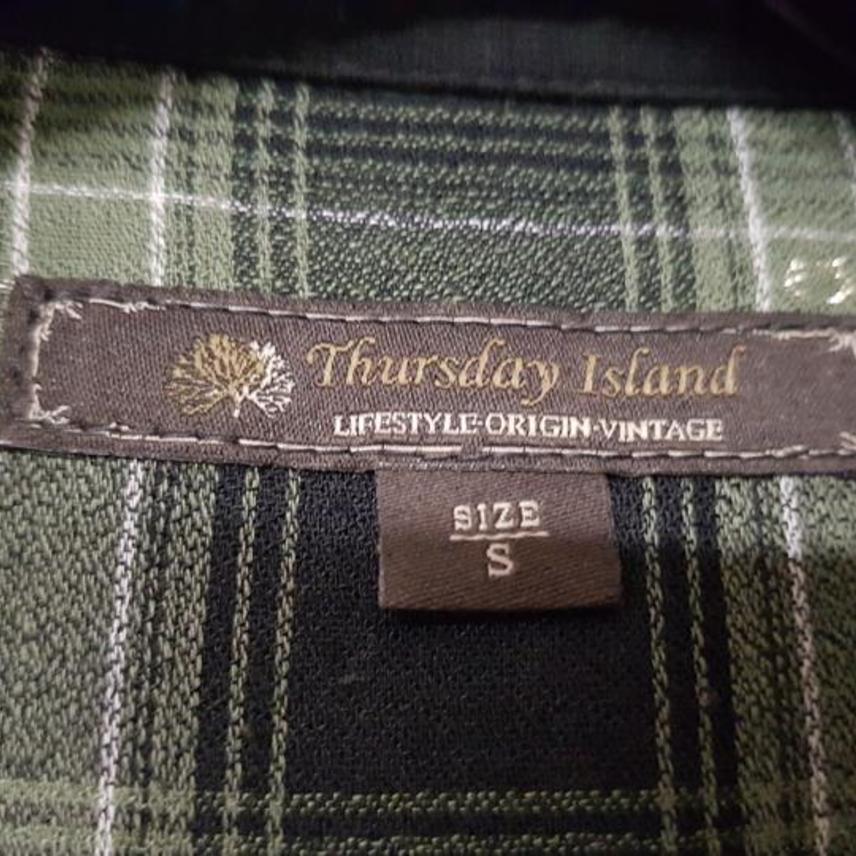 Thursday Island
LIFESTYLE-ORIGIN-VINTAGE
SIZE
S